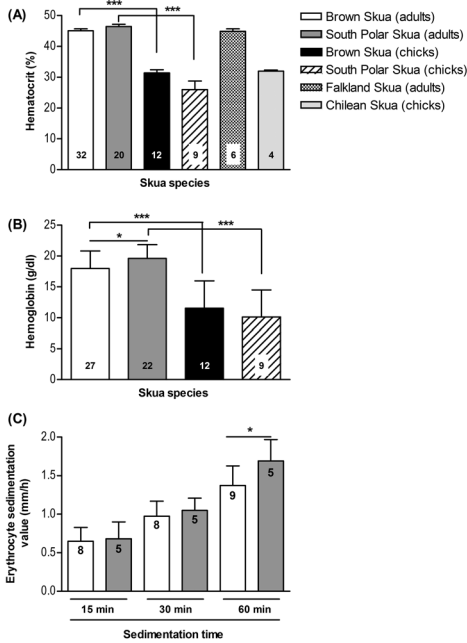 (A)
***
***
Hematocrit (%)
50
40
30
20
10
0
32
20
12
9
6
4
Skua species
Brown Skua (adults)
South Polar Skua (adults)
Brown Skua (chicks)
South Polar Skua (chicks)
Falkland Skua (adults)
Chilean Skua (chicks)
(B)
***
***
*
Hemoglobin (g/dl)
25
20
15
10
5
0
27
22
12
9
Skua species
(C)
*
Erythrocyte sedimentation
value (mm/h)
2.0
1.5
1.0
0.5
0.0
8
5
8
5
9
5
15 min
30 min
60 min
Sedimentation time